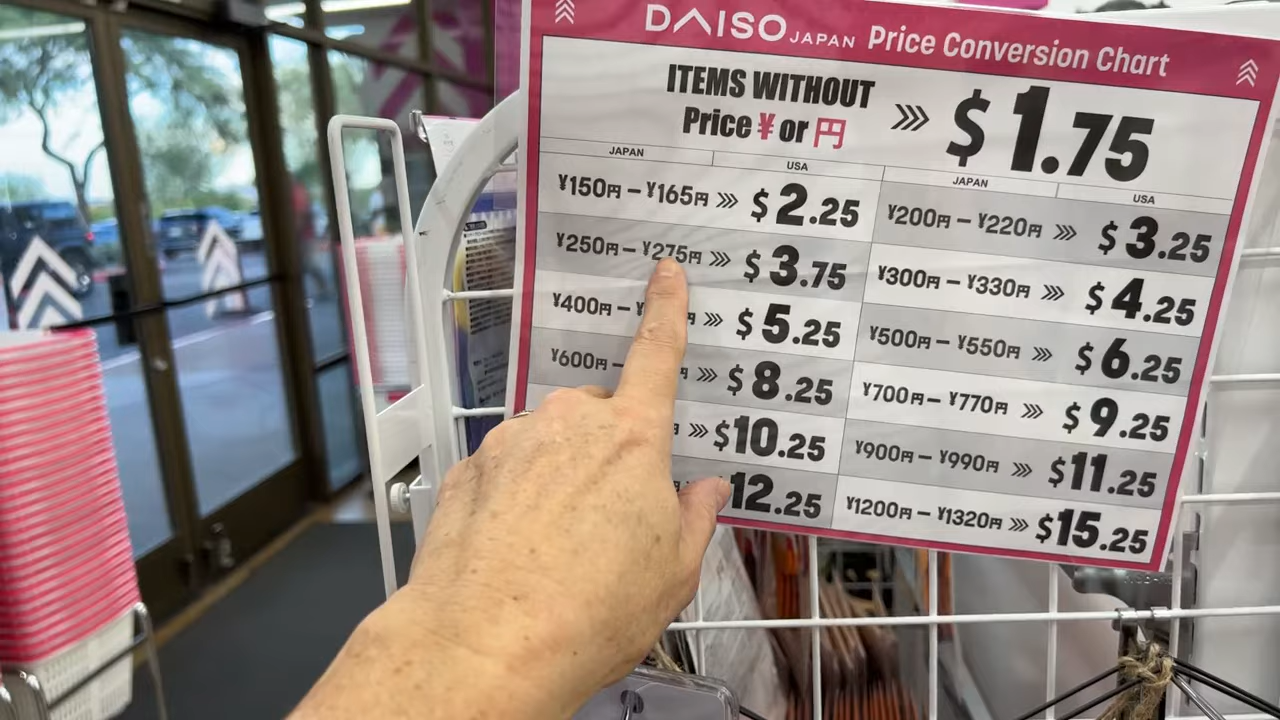 DAISO JAPAN Price Conversion Chart
ITEMS WITHOUT
Price ¥ or 円
$1.75
JAPAN USA
¥150円 – ¥165円 $2.25
¥250円 – ¥275円 $3.75
¥400円 – $5.25
¥600円 $8.25
$10.25
$12.25
JAPAN USA
¥200円 – ¥220円 $3.25
¥300円 – ¥330円 $4.25
¥500円 – ¥550円 $6.25
¥700円 – ¥770円 $9.25
¥900円 – ¥990円 $11.25
¥1200円 – ¥1320円 $15.25